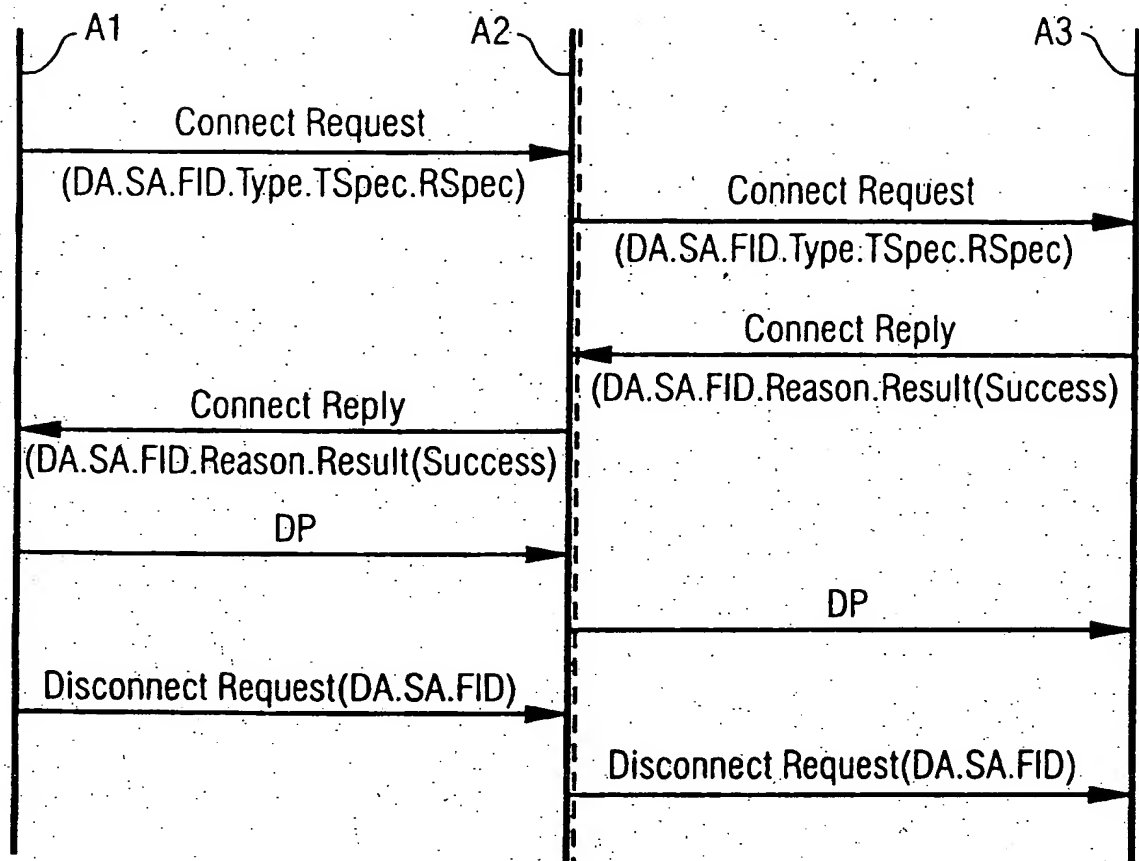 A1
A2
A3
Connect Request
(DA.SA.FID.Type.TSpec.RSpec)
Connect Request
(DA.SA.FID.Type.TSpec.RSpec)
Connect Reply
(DA.SA.FID.Reason.Result(Success)
Connect Reply
(DA.SA.FID.Reason.Result(Success)
DP
DP
Disconnect Request(DA.SA.FID)
Disconnect Request(DA.SA.FID)